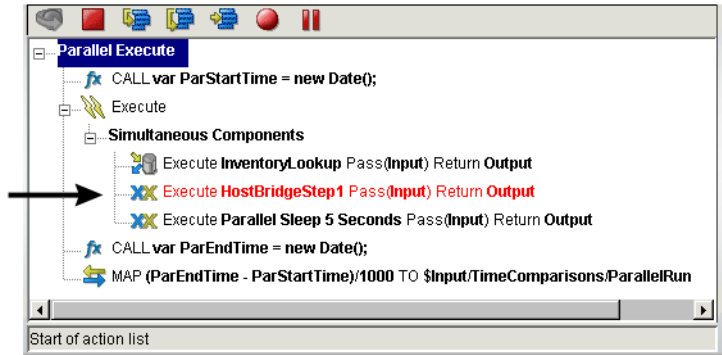 Parallel Execute
fx CALL var ParStartTime = new Date();
Execute
Simultaneous Components
Execute InventoryLookup Pass(Input) Return Output
Execute HostBridgeStep1 Pass(Input) Return Output
Execute Parallel Sleep 5 Seconds Pass(Input) Return Output
fx CALL var ParEndTime = new Date();
MAP (ParEndTime - ParStartTime)/1000 TO $Input/TimeComparisons/ParallelRun
Start of action list